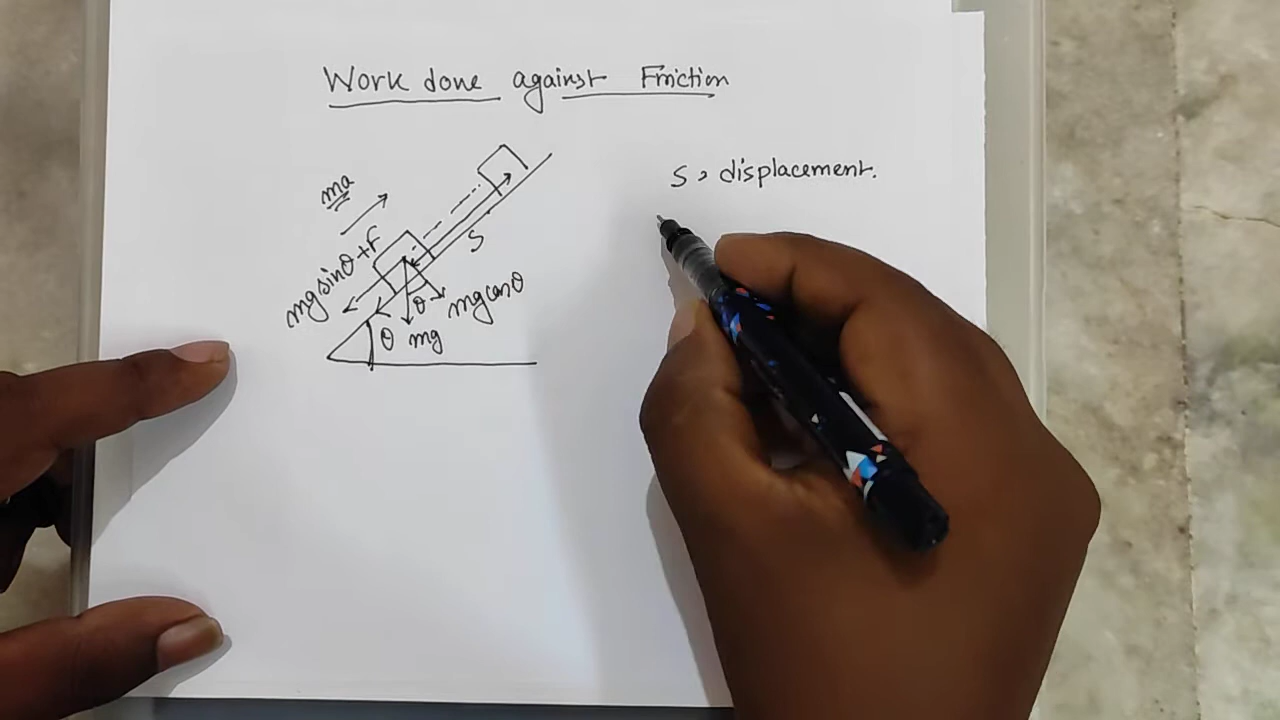 Work done against Friction
s, displacement.
ma
mg sinθ + F
s
θ
mg cosθ
θ
mg